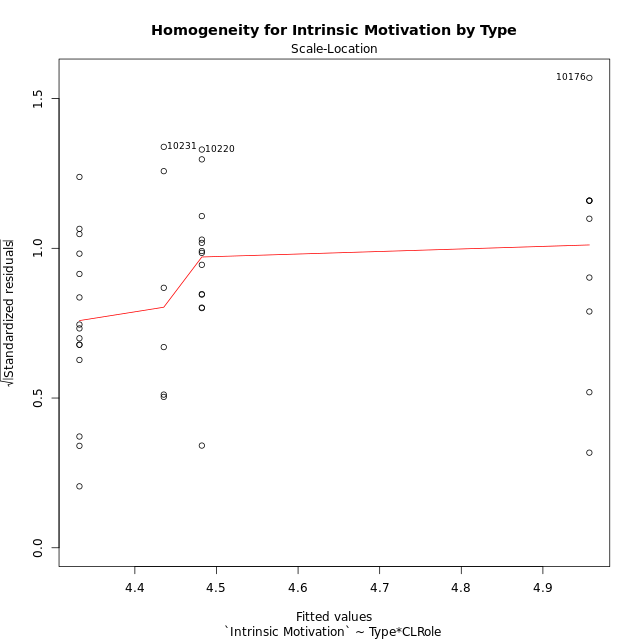 Homogeneity for Intrinsic Motivation by Type
Scale-Location
10176
10231
10220
√|Standardized residuals|
0.0
0.5
1.0
1.5
4.4
4.5
4.6
4.7
4.8
4.9
Fitted values
`Intrinsic Motivation` ~ Type*CLRole